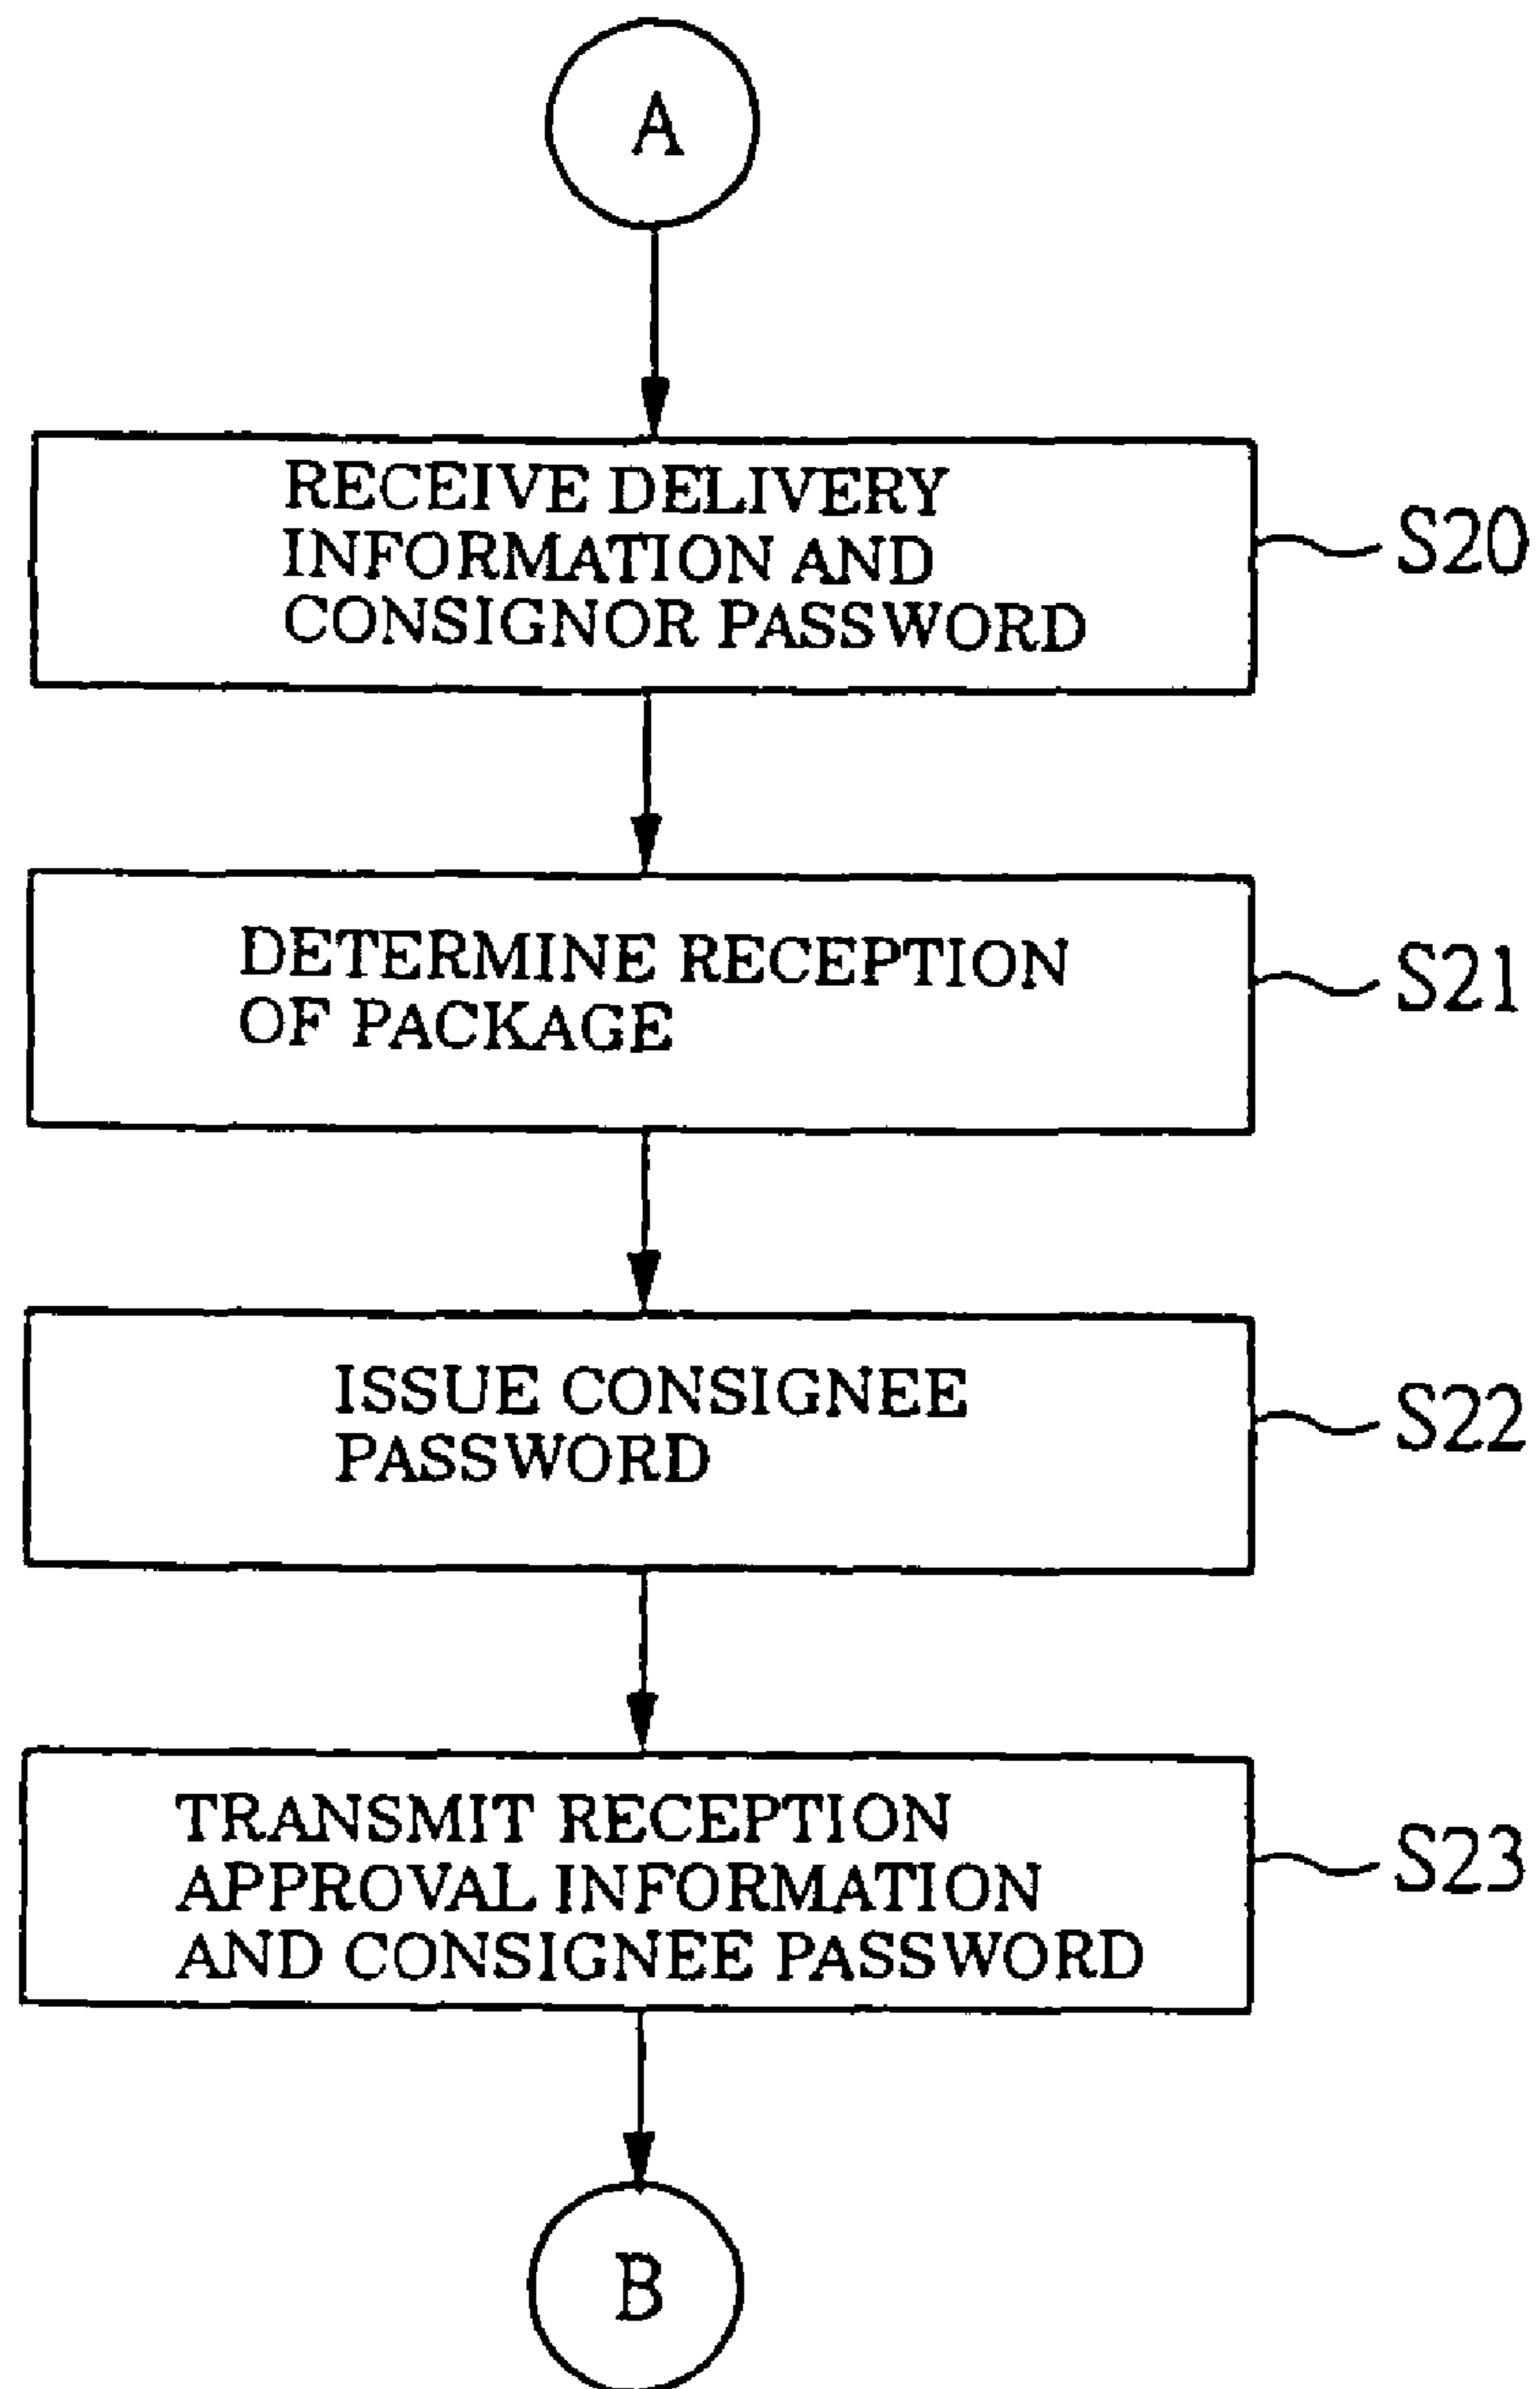 A
RECEIVE DELIVERY
INFORMATION AND
CONSIGNOR PASSWORD
S20
DETERMINE RECEPTION
OF PACKAGE
S21
ISSUE CONSIGNEE
PASSWORD
S22
TRANSMIT RECEPTION
APPROVAL INFORMATION
AND CONSIGNEE PASSWORD
S23
B